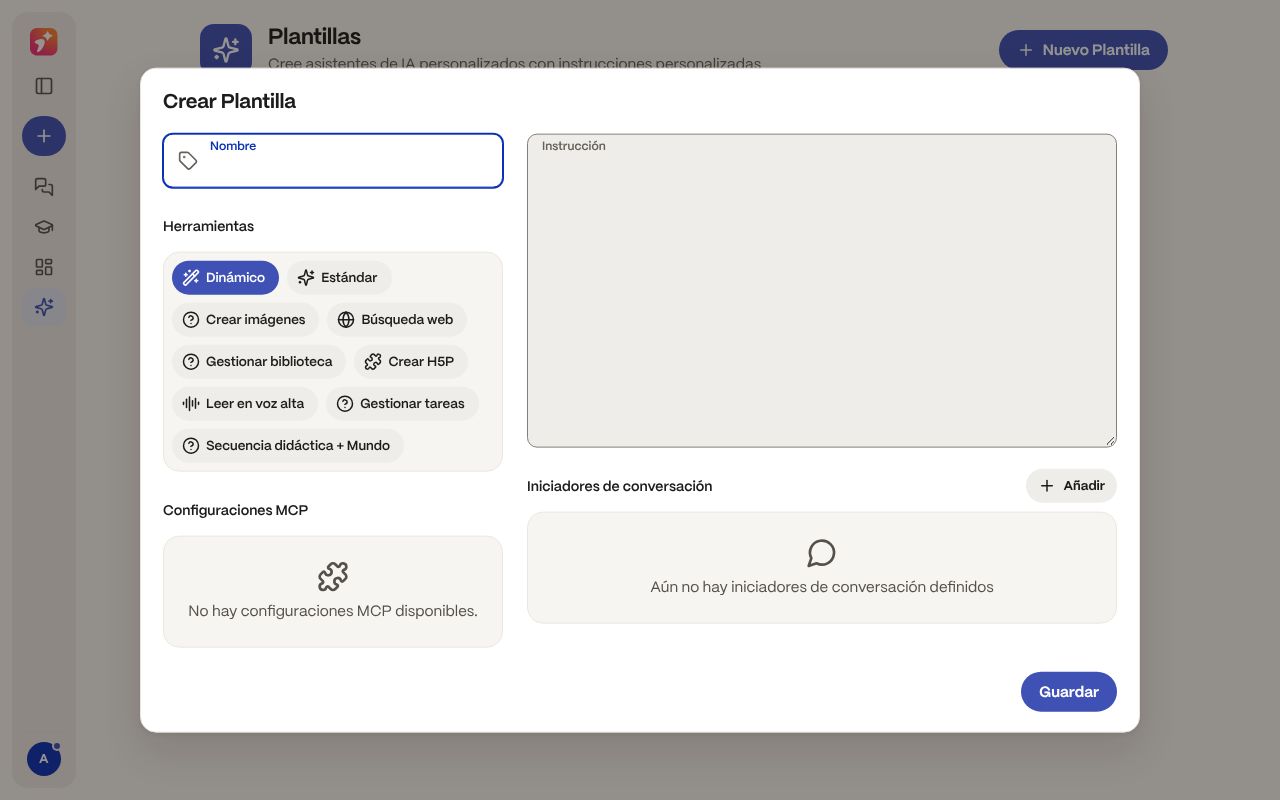 Plantillas
Cree asistentes de IA personalizados con instrucciones personalizadas
Nuevo Plantilla
Crear Plantilla
Nombre
Herramientas
Dinámico
Estándar
Crear imágenes
Búsqueda web
Gestionar biblioteca
Crear H5P
Leer en voz alta
Gestionar tareas
Secuencia didáctica + Mundo
Configuraciones MCP
No hay configuraciones MCP disponibles.
Instrucción
Iniciadores de conversación
Añadir
Aún no hay iniciadores de conversación definidos
Guardar
A